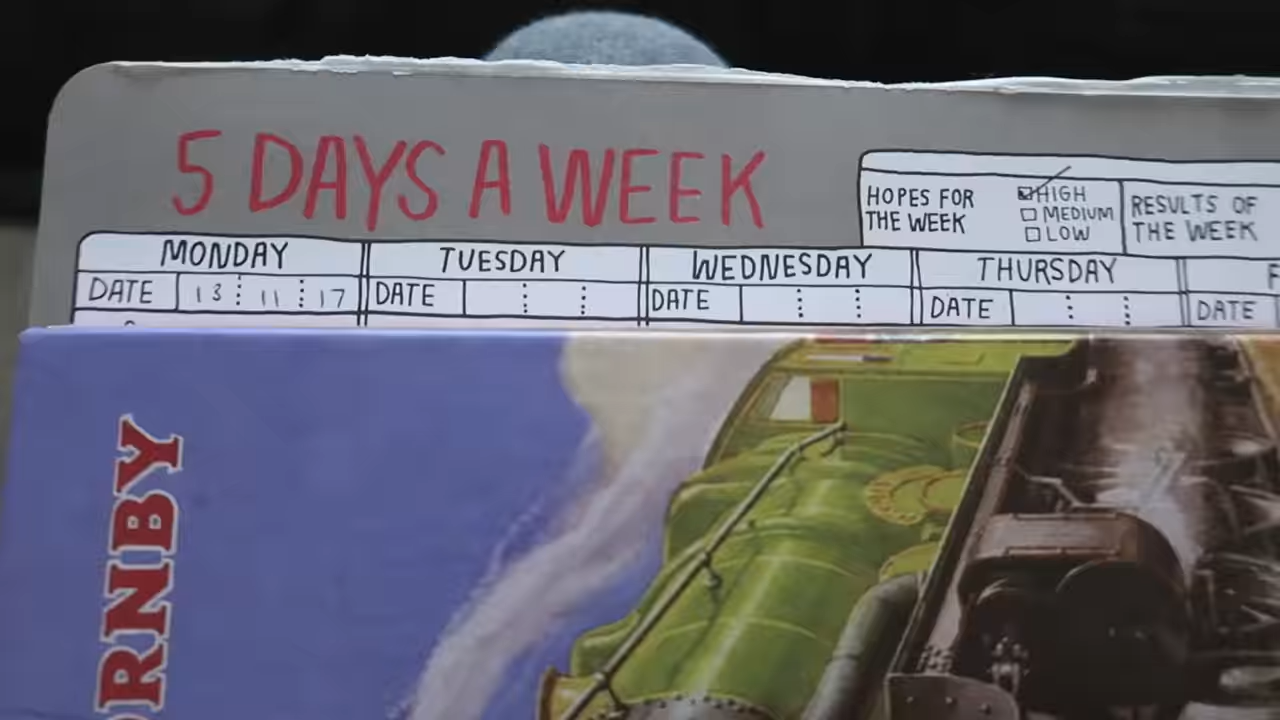 5 DAYS A WEEK
HOPES FOR
THE WEEK
HIGH
MEDIUM
LOW
RESULTS OF
THE WEEK
MONDAY
TUESDAY
WEDNESDAY
THURSDAY
F
DATE 13 11 17
DATE
DATE
DATE
DATE
ORNBY